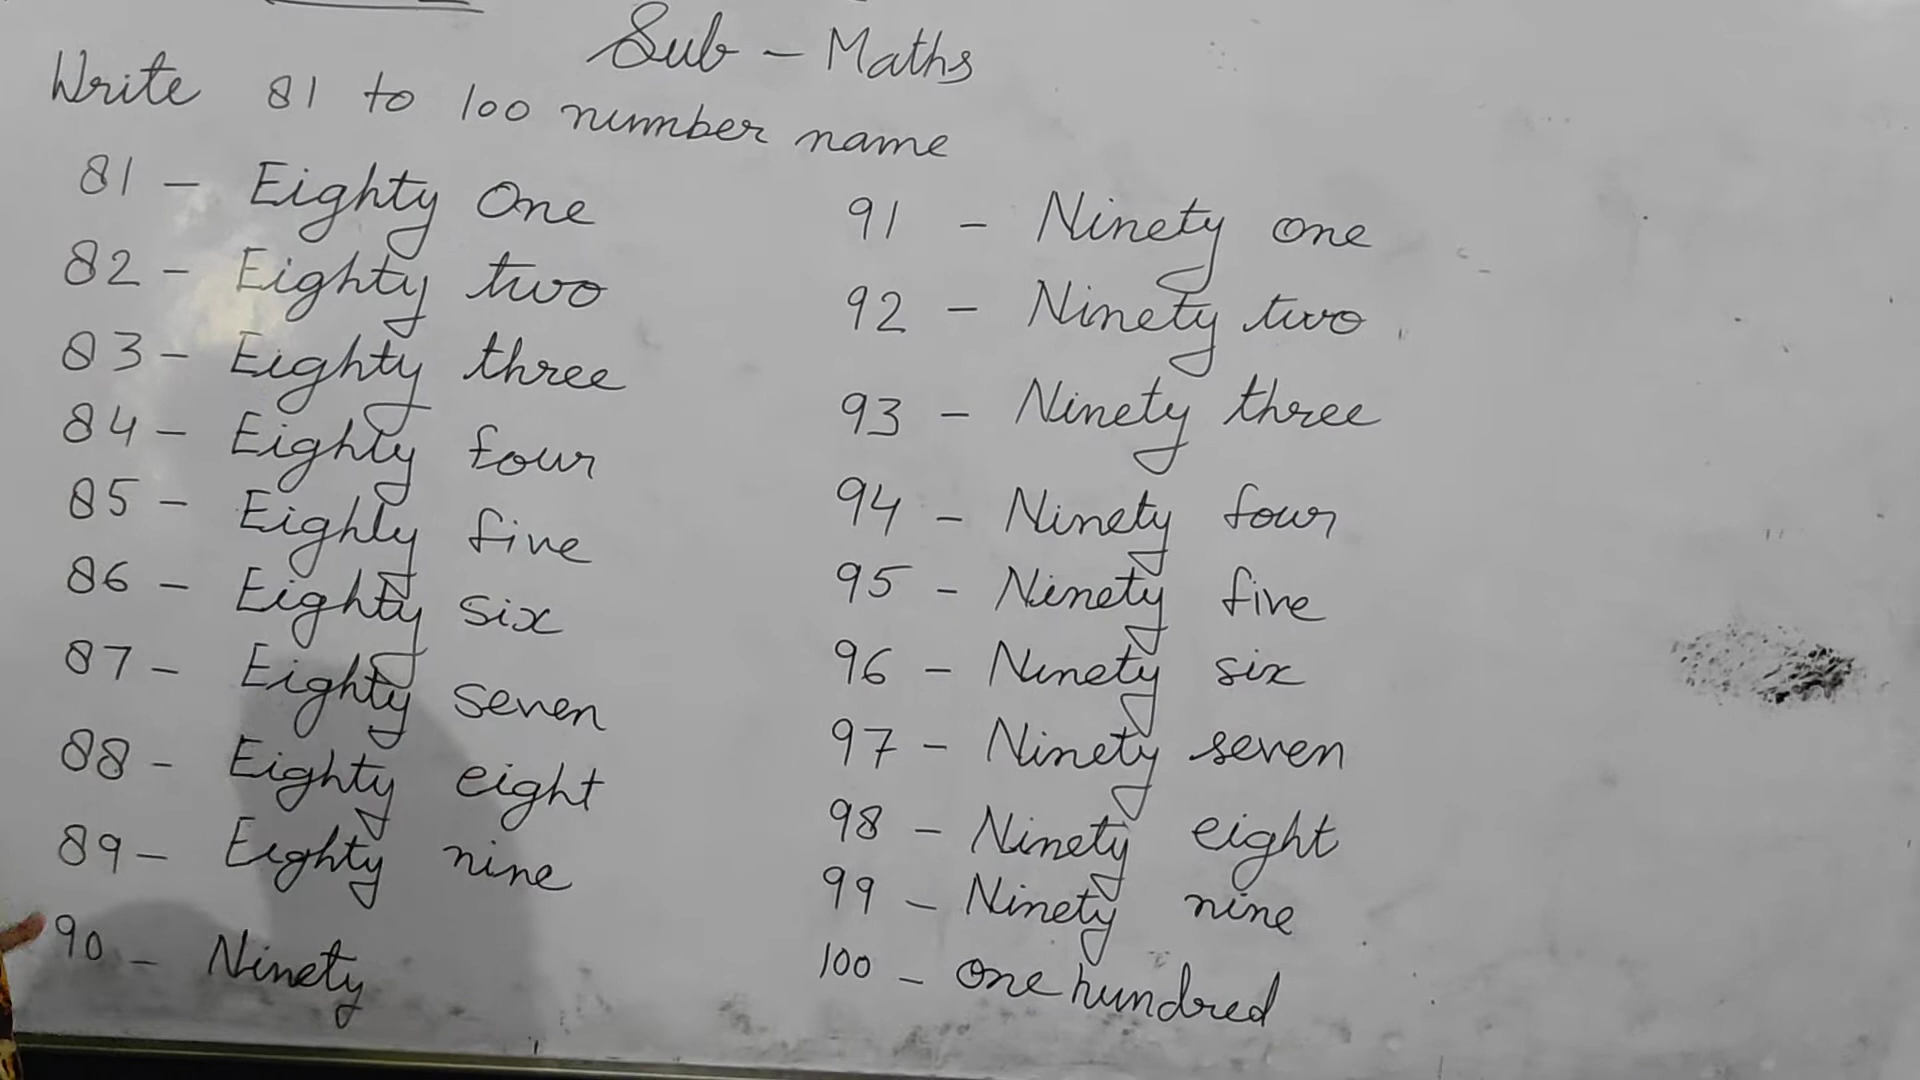 Sub - Maths
Write 81 to 100 number name
81 - Eighty One
82 - Eighty two
83 - Eighty three
84 - Eighty four
85 - Eighty five
86 - Eighty six
87 - Eighty seven
88 - Eighty eight
89 - Eighty nine
90 - Ninety
91 - Ninety one
92 - Ninety two
93 - Ninety three
94 - Ninety four
95 - Ninety five
96 - Ninety six
97 - Ninety seven
98 - Ninety eight
99 - Ninety nine
100 - One hundred